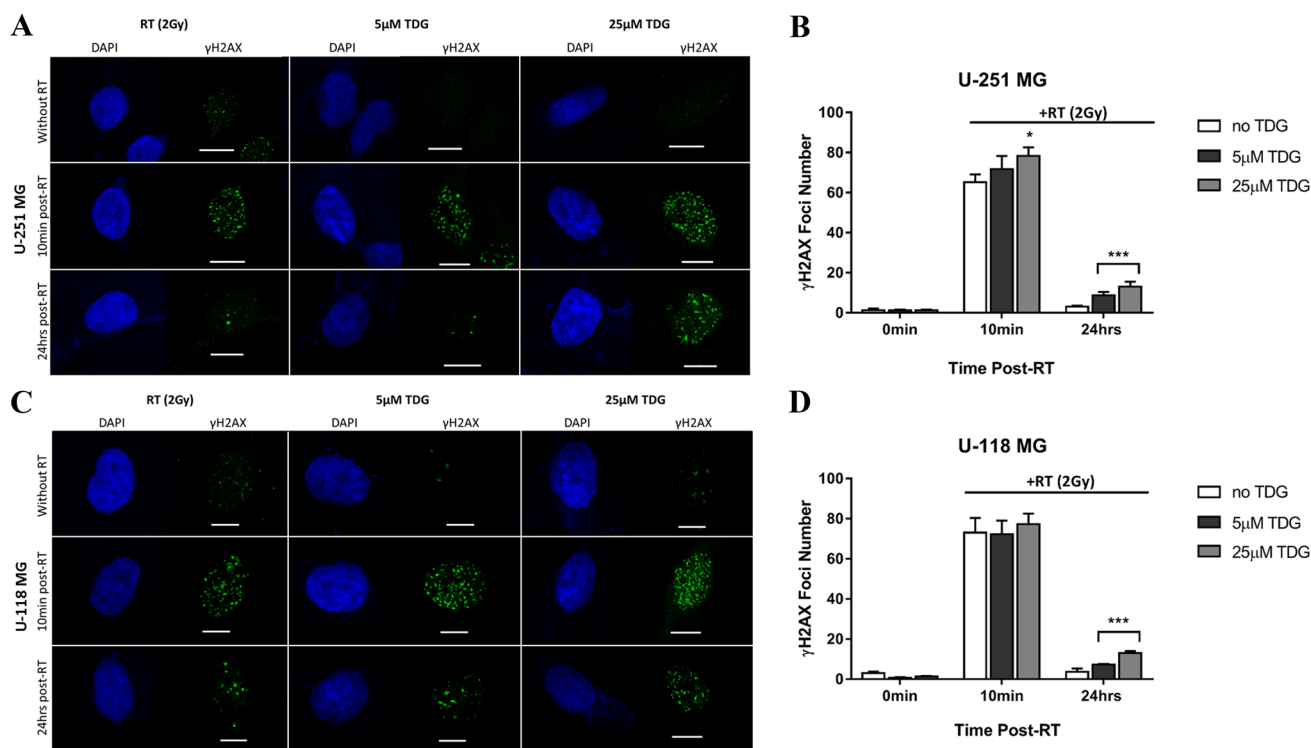 A
RT (2Gy)
5µM TDG
25µM TDG
DAPI
γH2AX
DAPI
γH2AX
DAPI
γH2AX
U-251 MG
Without RT
10min post-RT
24hrs post-RT
B
U-251 MG
+RT (2Gy)
*
***
γH2AX Foci Number
100
80
60
40
20
0
0min
10min
24hrs
Time Post-RT
no TDG
5µM TDG
25µM TDG
C
RT (2Gy)
5µM TDG
25µM TDG
DAPI
γH2AX
DAPI
γH2AX
DAPI
γH2AX
U-118 MG
Without RT
10min post-RT
24hrs post-RT
D
U-118 MG
+RT (2Gy)
***
γH2AX Foci Number
100
80
60
40
20
0
0min
10min
24hrs
Time Post-RT
no TDG
5µM TDG
25µM TDG